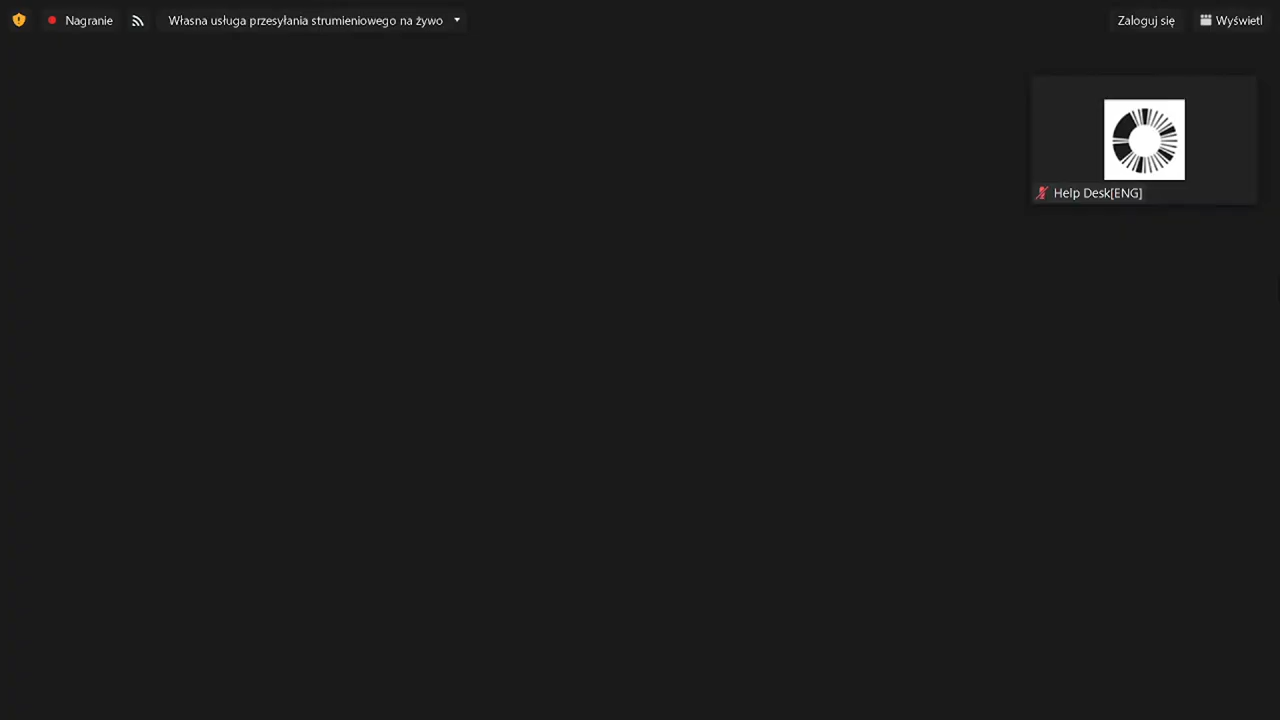 Nagranie
Własna usługa przesyłania strumieniowego na żywo
Zaloguj się
Wyświetl
Help Desk[ENG]